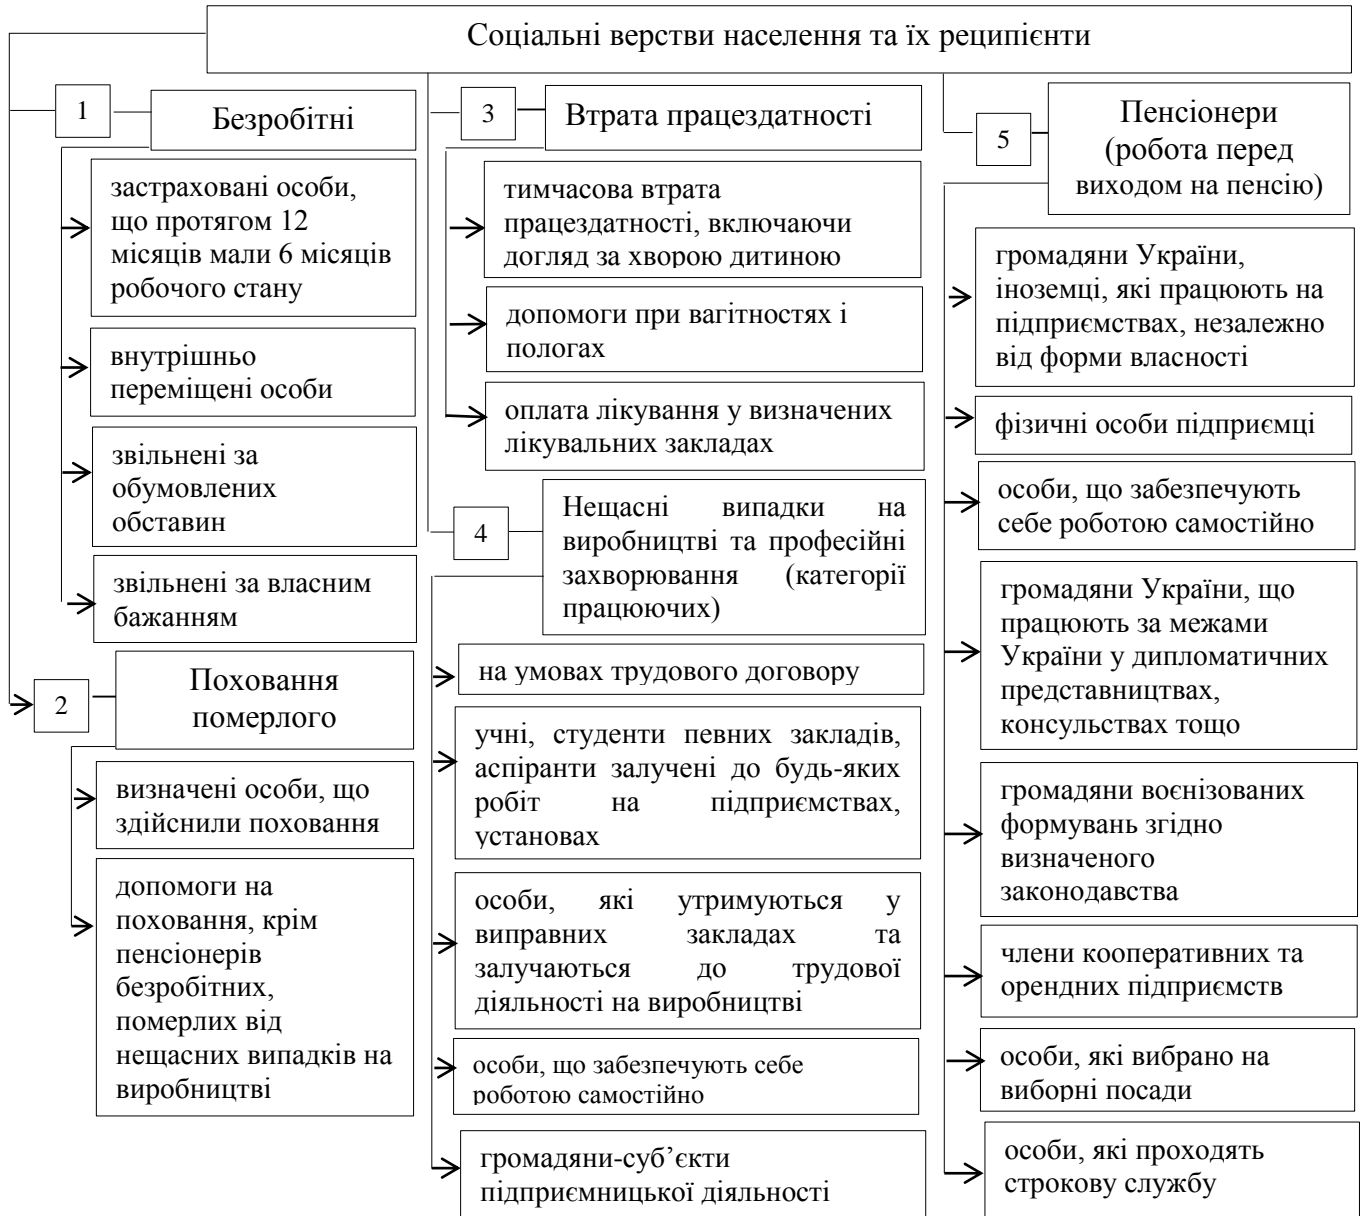 Соціальні верстви населення та їх реципієнти
1
Безробітні
застраховані особи,
що протягом 12
місяців мали 6 місяців
робочого стану
внутрішньо
переміщені особи
звільнені за
обумовлених
обставин
звільнені за власним
бажанням
2
Поховання
померлого
визначені особи, що
здійснили поховання
допомоги на
поховання, крім
пенсіонерів
безробітних,
померлих від
нещасних випадків на
виробництві
3
Втрата працездатності
тимчасова втрата
працездатності, включаючи
догляд за хворою дитиною
допомоги при вагітностях і
пологах
оплата лікування у визначених
лікувальних закладах
4
Нещасні випадки на
виробництві та професійні
захворювання (категорії
працюючих)
на умовах трудового договору
учні, студенти певних закладів,
аспіранти залучені до будь-яких
робіт на підприємствах,
установах
особи, які утримуються у
виправних закладах та
залучаються до трудової
діяльності на виробництві
особи, що забезпечують себе
роботою самостійно
громадяни-суб’єкти
підприємницької діяльності
5
Пенсіонери
(робота перед
виходом на пенсію)
громадяни України,
іноземці, які працюють на
підприємствах, незалежно
від форми власності
фізичні особи підприємці
особи, що забезпечують
себе роботою самостійно
громадяни України, що
працюють за межами
України у дипломатичних
представництвах,
консульствах тощо
громадяни воєнізованих
формувань згідно
визначеного
законодавства
члени кооперативних та
орендних підприємств
особи, які вибрано на
виборні посади
особи, які проходять
строкову службу